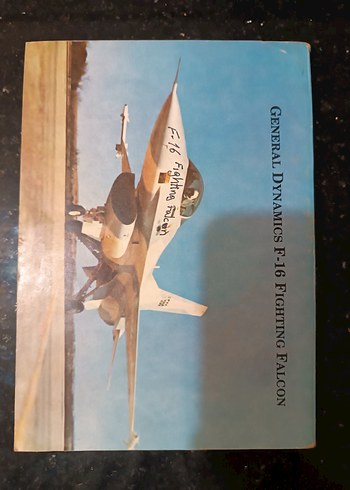 GENERAL DYNAMICS F-16 FIGHTING FALCON
F-16 Fighting Falcon